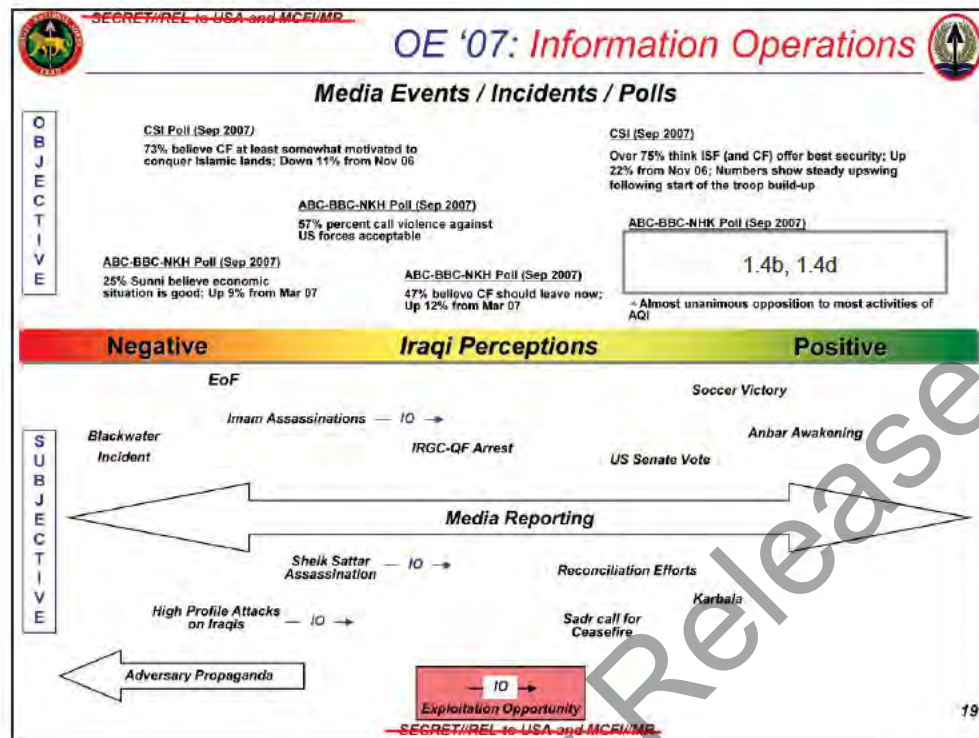 SECRET//REL to USA and MCFI//MR
OE ‘07: Information Operations
Media Events / Incidents / Polls
OBJECTIVE
CSI Poll (Sep 2007)
73% believe CF at least somewhat motivated to
conquer Islamic lands; Down 11% from Nov 06
CSI (Sep 2007)
Over 75% think ISF (and CF) offer best security; Up
22% from Nov 06; Numbers show steady upswing
following start of the troop build-up
ABC-BBC-NKH Poll (Sep 2007)
57% percent call violence against
US forces acceptable
ABC-BBC-NHK Poll (Sep 2007)
1.4b, 1.4d
Almost unanimous opposition to most activities of
AQI
ABC-BBC-NKH Poll (Sep 2007)
25% Sunni believe economic
situation is good; Up 9% from Mar 07
ABC-BBC-NKH Poll (Sep 2007)
47% believe CF should leave now;
Up 12% from Mar 07
Negative Iraqi Perceptions Positive
SUBJECTIVE
EoF
Soccer Victory
Imam Assassinations — IO →
Blackwater
Incident
IRGC-QF Arrest
Anbar Awakening
US Senate Vote
Media Reporting
Sheik Sattar
Assassination — IO →
Reconciliation Efforts
Karbala
High Profile Attacks
on Iraqis — IO →
Sadr call for
Ceasefire
Adversary Propaganda
— IO →
Exploitation Opportunity
SECRET//REL to USA and MCFI//MR
19
Release